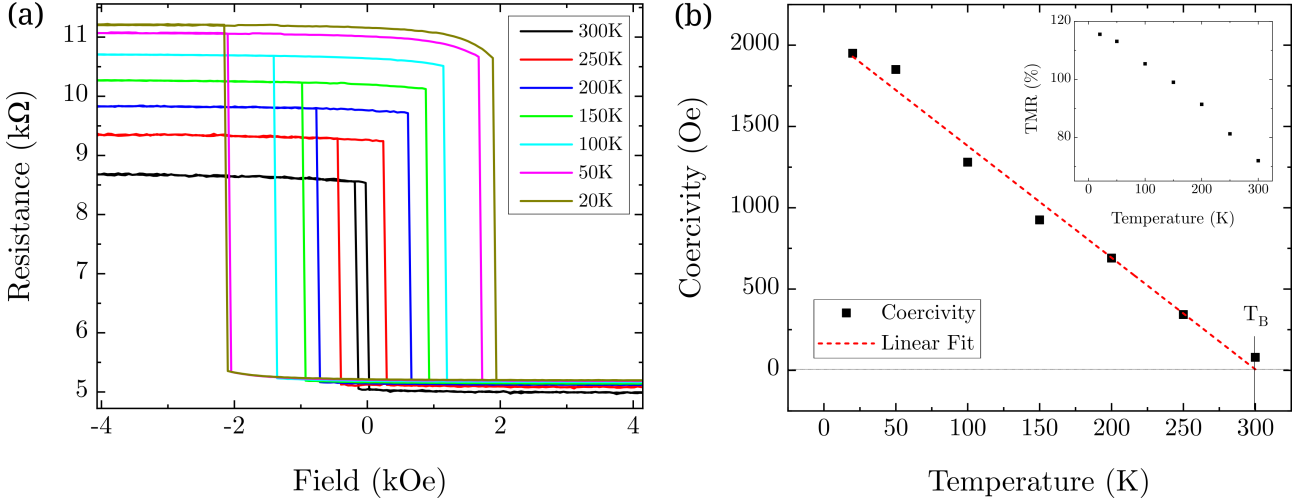 (a)
Resistance (kΩ)
11
10
9
8
7
6
5
-4
-2
0
2
4
Field (kOe)
300K
250K
200K
150K
100K
50K
20K
(b)
Coercivity (Oe)
2000
1500
1000
500
0
0
50
100
150
200
250
300
Temperature (K)
Coercivity
Linear Fit
T_B
TMR (%)
120
100
80
0
100
200
300
Temperature (K)